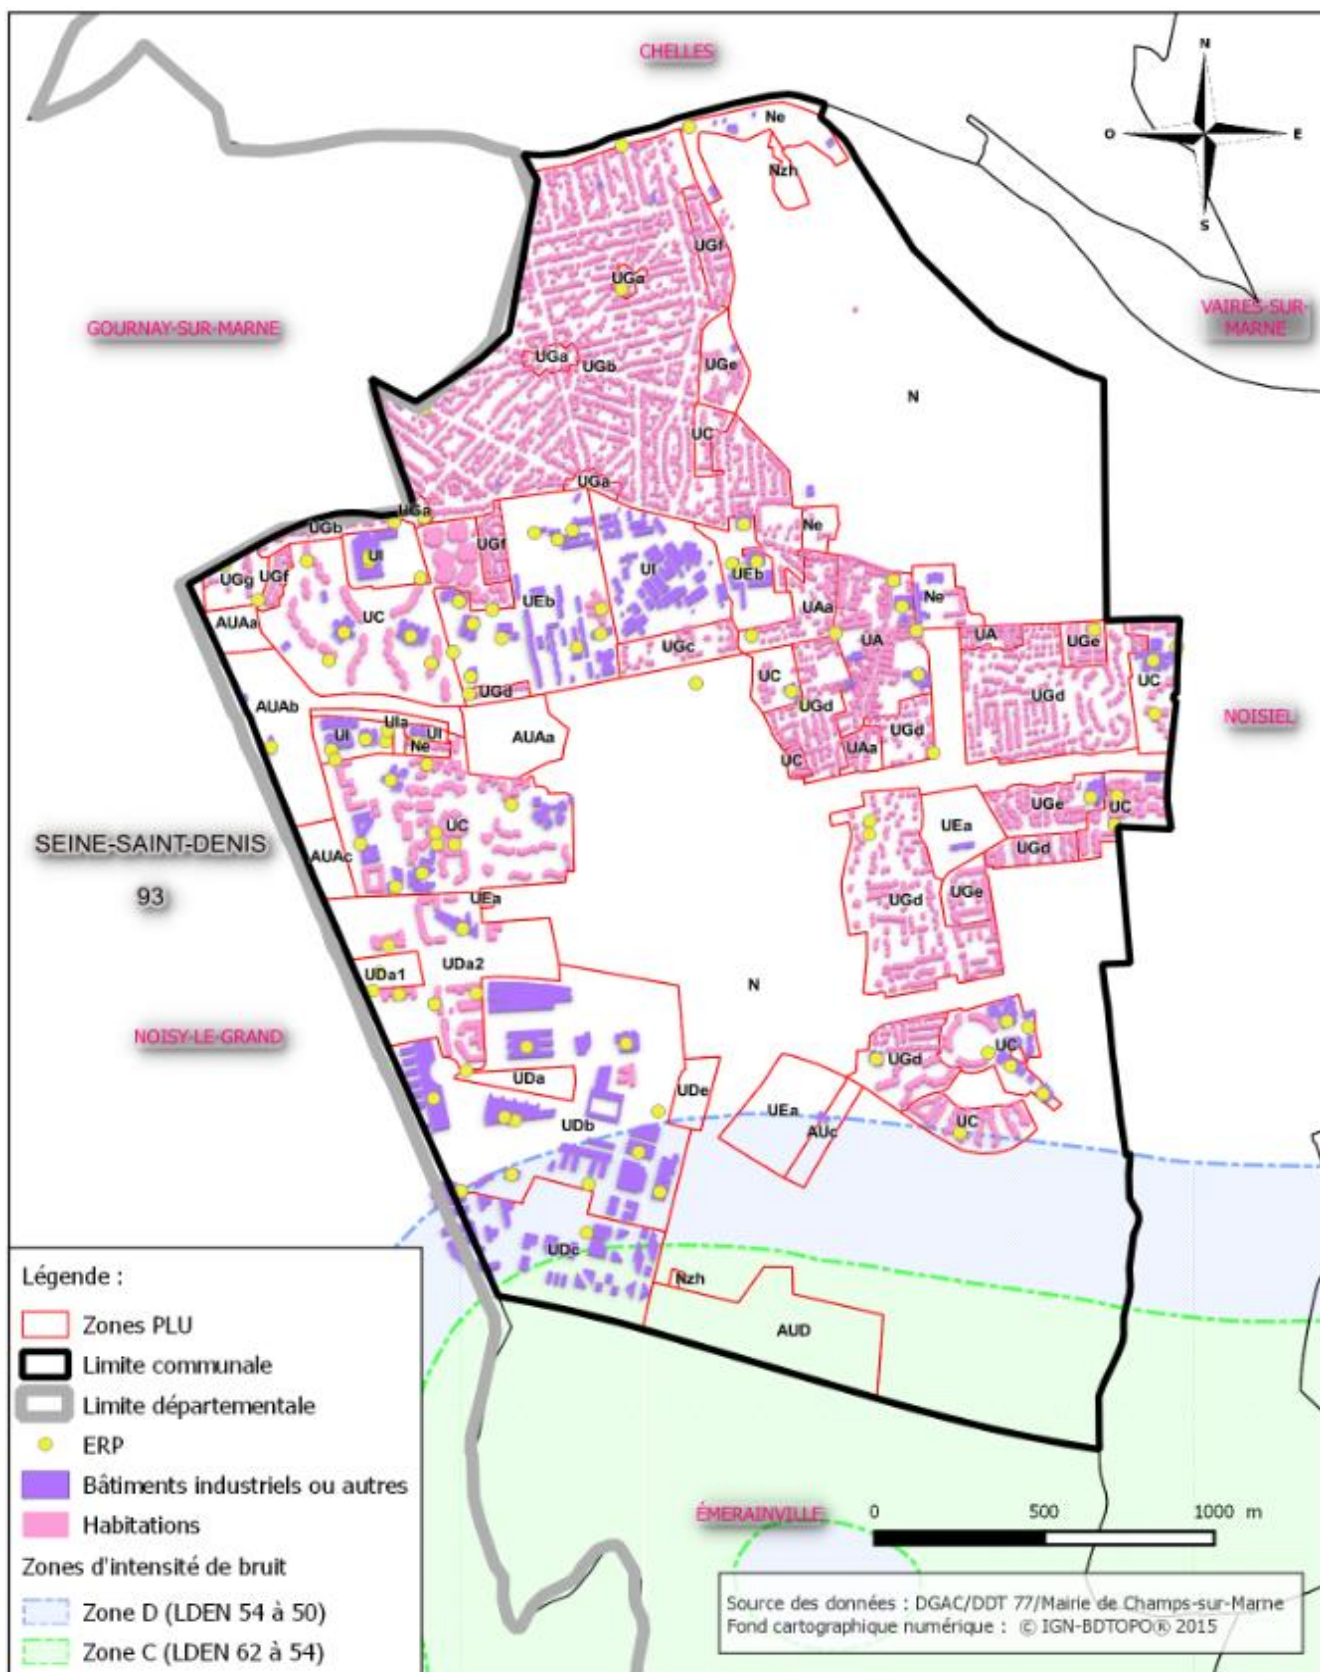 CHELLES
N
O
E
S
Ne
Nzh
UGf
UGa
GOURNAY-SUR-MARNE
VAIRES-SUR-
MARNE
UGa
UGb
UGe
N
UC
UGa
UGa
UGb
UGf
UI
UI
Ne
UGg
UGf
UEb
UEb
UAa
Ne
AUAa
UC
UGc
UA
UA
UGe
UC
UGd
UC
UGd
AUAb
UGd
UGd
NOISIEL
UIa
UI
UI
Ne
AUAa
UAa
UC
UGe
UC
UEa
SEINE-SAINT-DENIS
UC
AUAc
UGd
93
UEa
UGd
UGe
UDa1
UDa2
N
NOISY-LE-GRAND
UC
UGd
UDa
UDe
UEa
UDb
AUc
UC
UDc
Nzh
AUD
Légende :
Zones PLU
Limite communale
Limite départementale
ERP
Bâtiments industriels ou autres
Habitations
Zones d'intensité de bruit
Zone D (LDEN 54 à 50)
Zone C (LDEN 62 à 54)
ÉMERAINVILLE
0 500 1000 m
Source des données : DGAC/DDT 77/Mairie de Champs-sur-Marne
Fond cartographique numérique : © IGN-BDTOPO® 2015